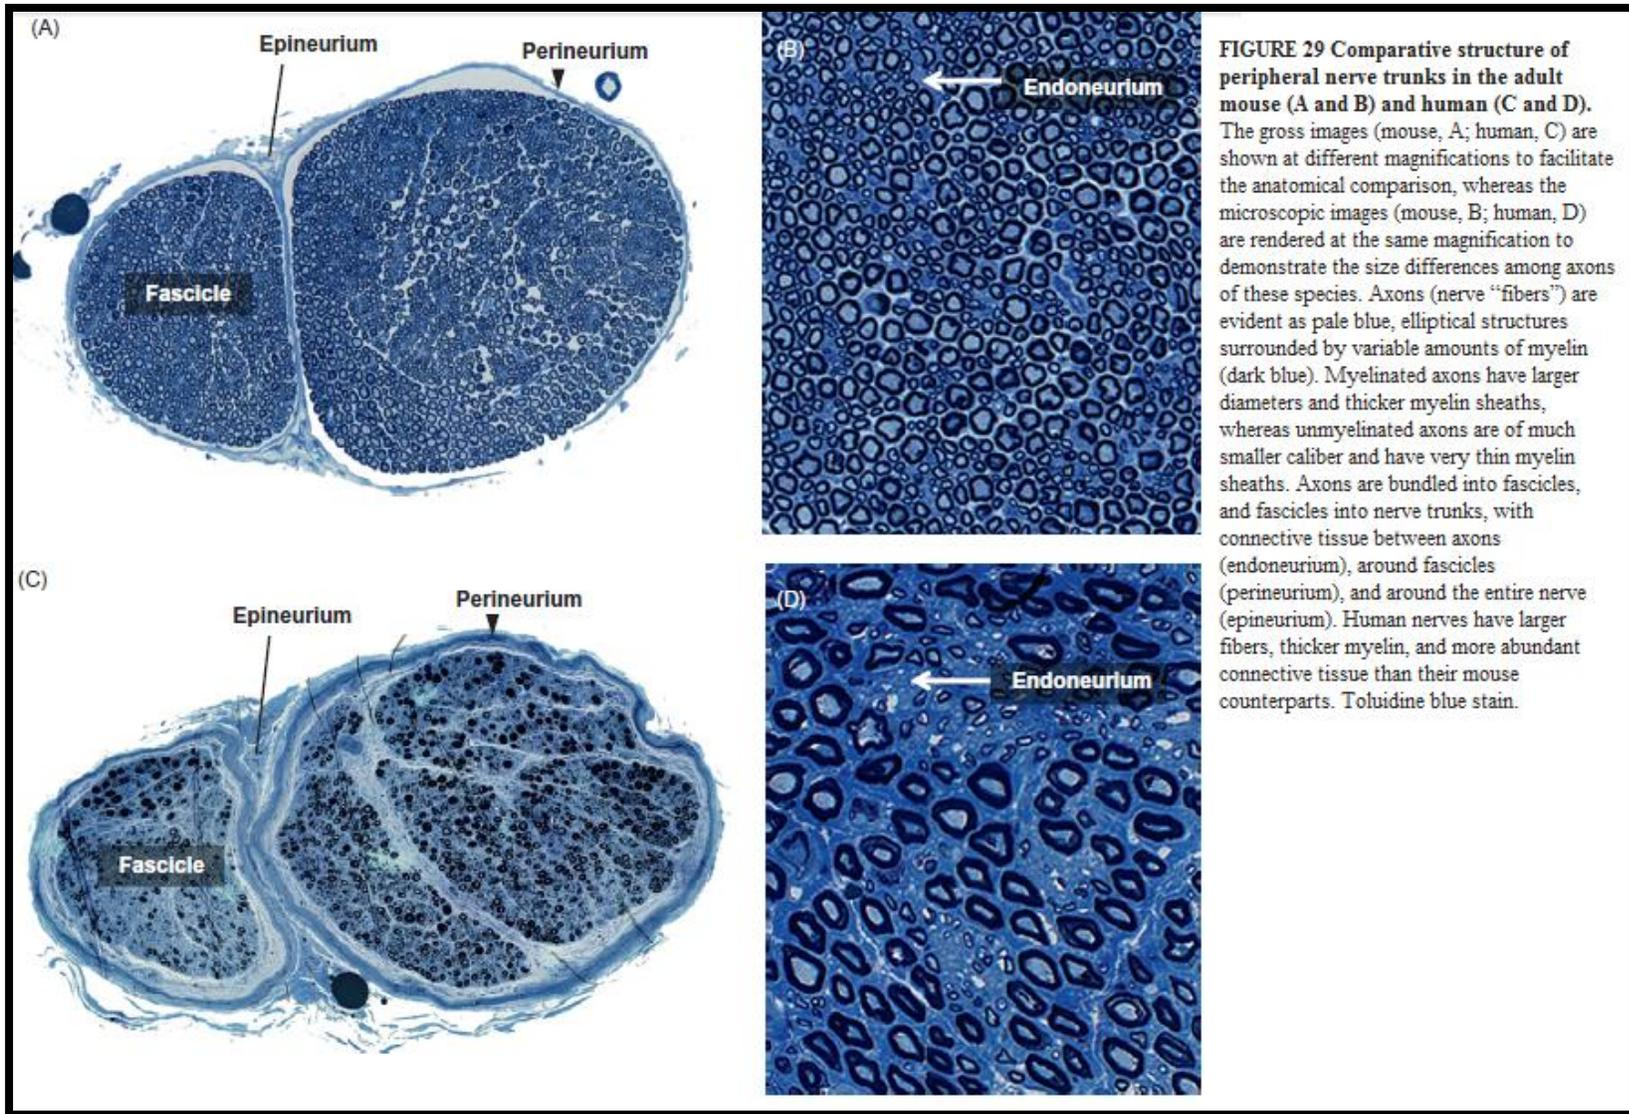 (A)
Epineurium
Perineurium
Fascicle
(B)
Endoneurium
(C)
Epineurium
Perineurium
Fascicle
(D)
Endoneurium
FIGURE 29 Comparative structure of
peripheral nerve trunks in the adult
mouse (A and B) and human (C and D).
The gross images (mouse, A; human, C) are
shown at different magnifications to facilitate
the anatomical comparison, whereas the
microscopic images (mouse, B; human, D)
are rendered at the same magnification to
demonstrate the size differences among axons
of these species. Axons (nerve “fibers”) are
evident as pale blue, elliptical structures
surrounded by variable amounts of myelin
(dark blue). Myelinated axons have larger
diameters and thicker myelin sheaths,
whereas unmyelinated axons are of much
smaller caliber and have very thin myelin
sheaths. Axons are bundled into fascicles,
and fascicles into nerve trunks, with
connective tissue between axons
(endoneurium), around fascicles
(perineurium), and around the entire nerve
(epineurium). Human nerves have larger
fibers, thicker myelin, and more abundant
connective tissue than their mouse
counterparts. Toluidine blue stain.